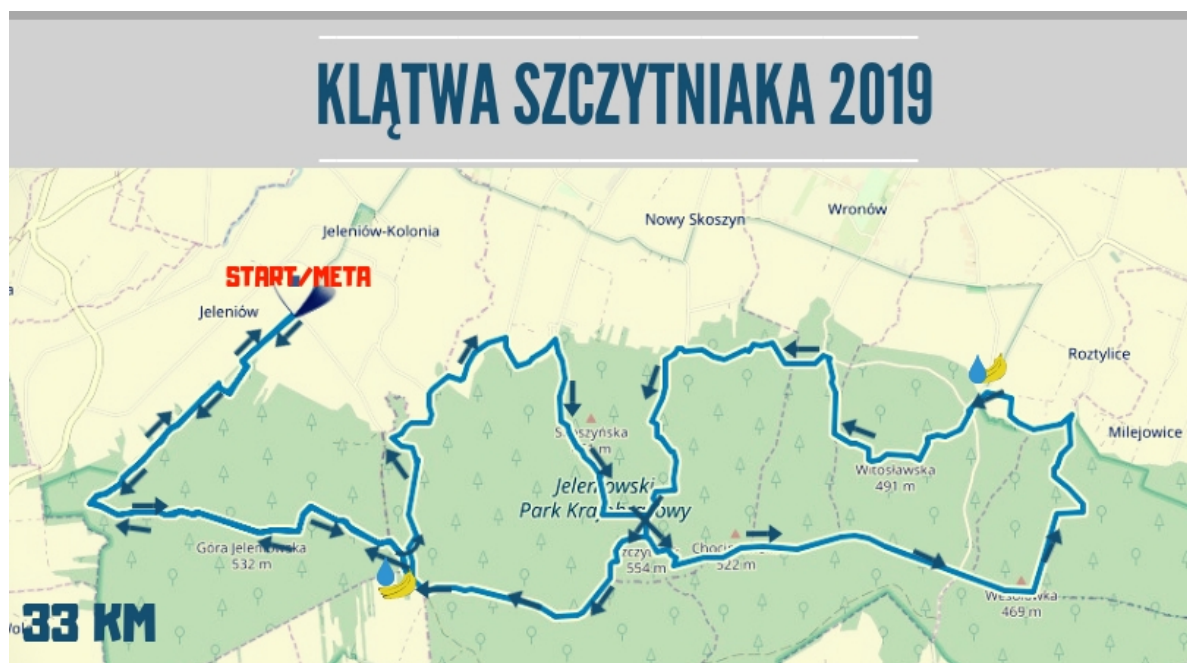 KLĄTWA SZCZYTNIAKA 2019
Nowy Skoszyn
Wronów
Jeleniów-Kolonia
START/META
Jeleniów
Roztylice
Milejowice
Witosławska
491 m
Jeleniowski
Park Krajobrazowy
Góra Jeleniowska
532 m
554 m
522 m
469 m
33 KM